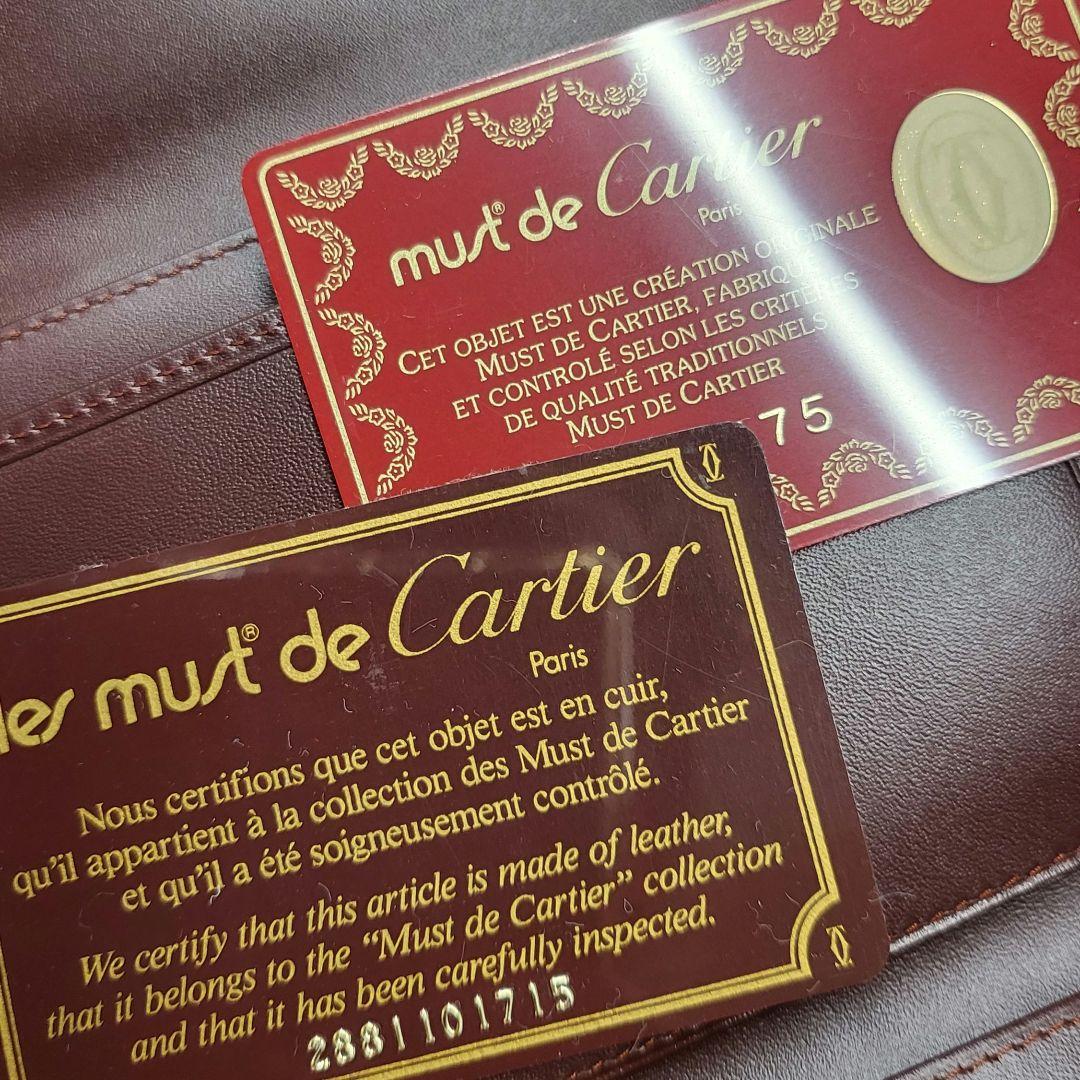 must® de Cartier
Paris
CET OBJET EST UNE CRÉATION ORIGINALE
MUST DE CARTIER, FABRIQUÉ
ET CONTROLÉ SELON LES CRITÈRES
DE QUALITÉ TRADITIONNELS
MUST DE CARTIER
75
les must® de Cartier
Paris
Nous certifions que cet objet est en cuir,
qu'il appartient à la collection des Must de Cartier
et qu'il a été soigneusement contrôlé.
We certify that this article is made of leather,
that it belongs to the “Must de Cartier” collection
and that it has been carefully inspected.
2881101715